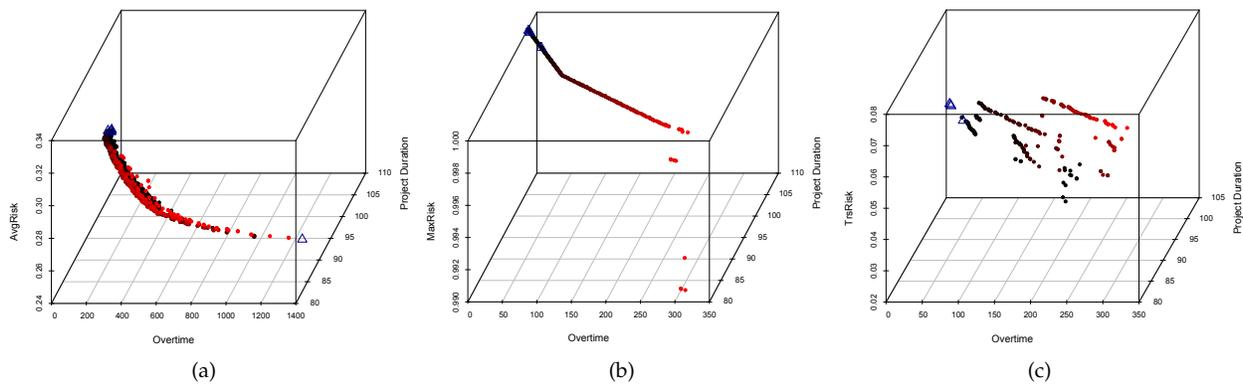 AvgRisk
0.24 0.26 0.28 0.30 0.32 0.34
0 200 400 600 800 1000 1200 1400
Overtime
80 85 90 95 100 105 110
Project Duration
(a)
MaxRisk
0.990 0.992 0.994 0.996 0.998 1.000
0 50 100 150 200 250 300 350
Overtime
80 85 90 95 100 105 110
Project Duration
(b)
TrsRisk
0.02 0.03 0.04 0.05 0.06 0.07 0.08
0 50 100 150 200 250 300 350
Overtime
80 85 90 95 100 105
Project Duration
(c)